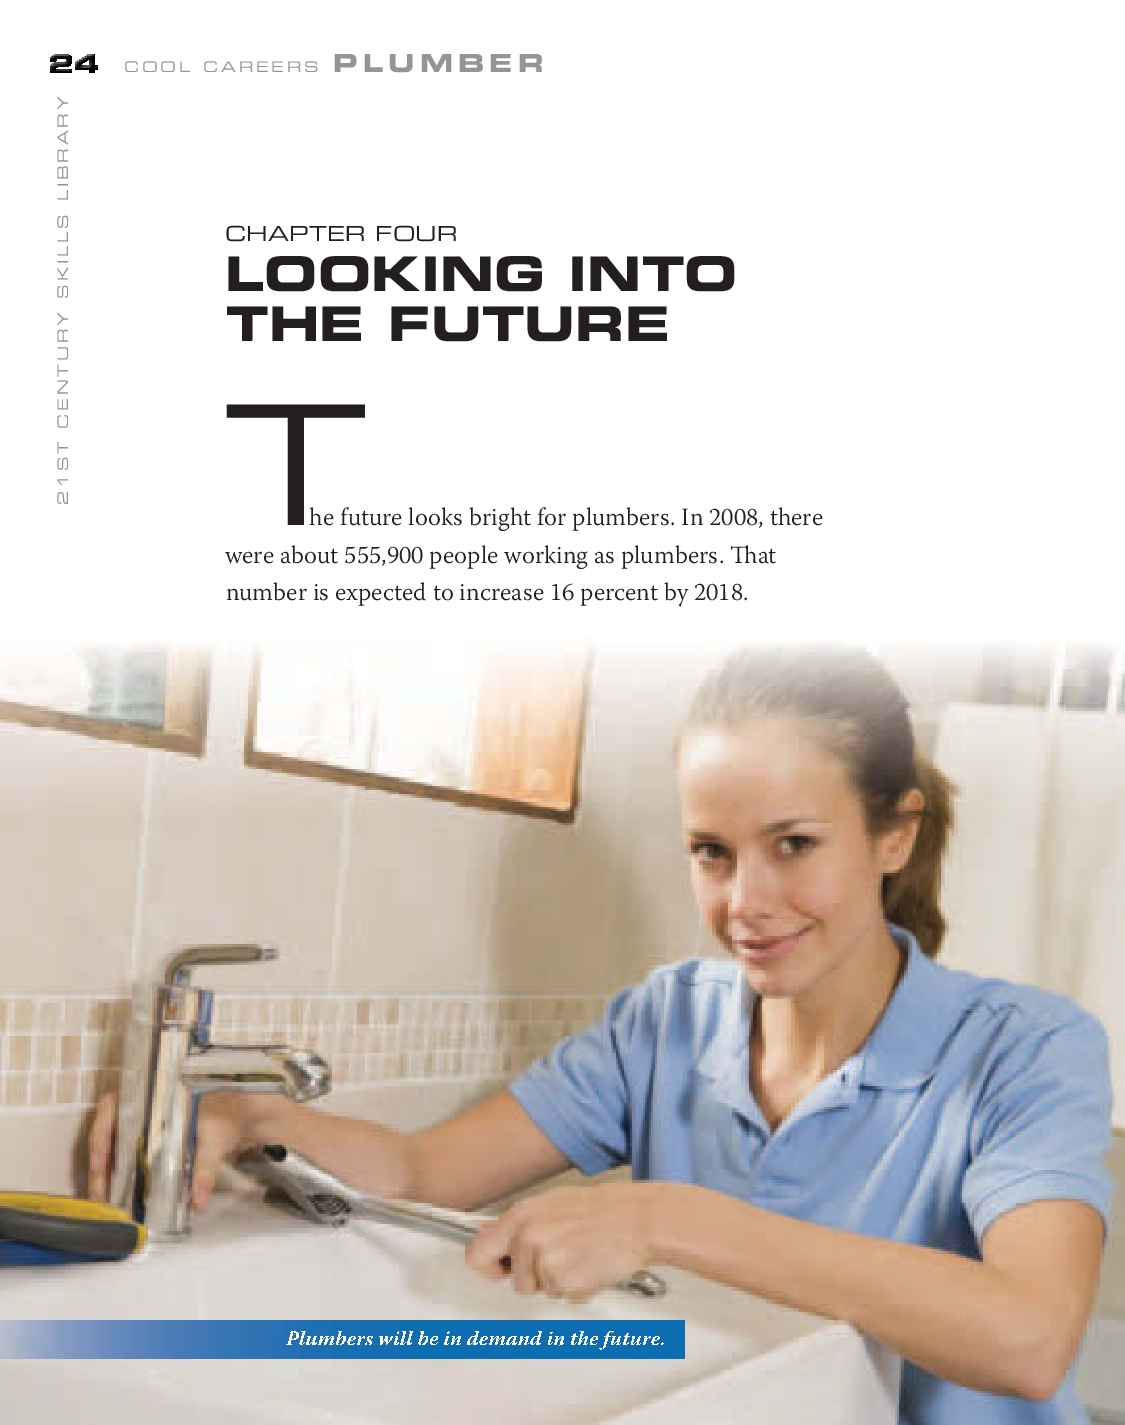 24 COOL CAREERS PLUMBER
21ST CENTURY SKILLS LIBRARY
CHAPTER FOUR
LOOKING INTO
THE FUTURE
The future looks bright for plumbers. In 2008, there
were about 555,900 people working as plumbers. That
number is expected to increase 16 percent by 2018.
Plumbers will be in demand in the future.